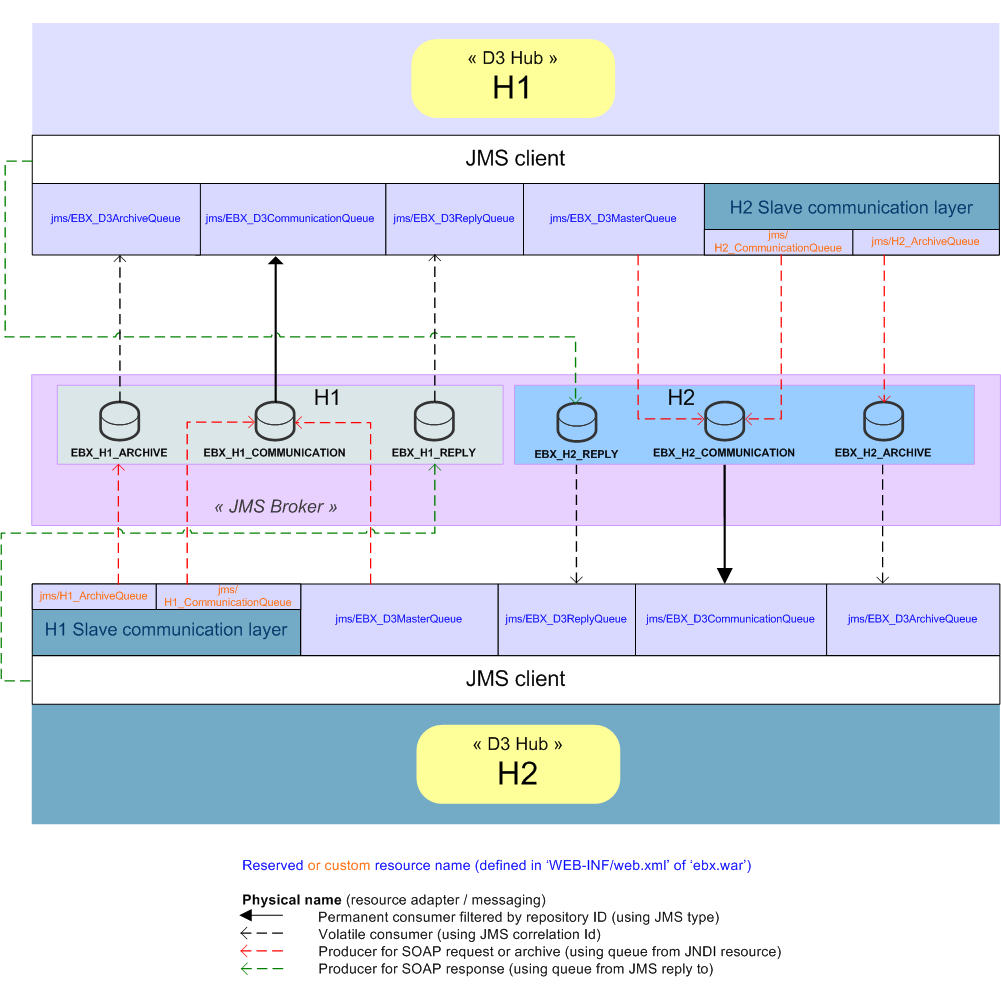 « D3 Hub »
H1
JMS client
jms/EBX_D3ArchiveQueue
jms/EBX_D3CommunicationQueue
jms/EBX_D3ReplyQueue
jms/EBX_D3MasterQueue
H2 Slave communication layer
jms/
H2_CommunicationQueue
jms/H2_ArchiveQueue
H1
H2
EBX_H1_ARCHIVE
EBX_H1_COMMUNICATION
EBX_H1_REPLY
EBX_H2_REPLY
EBX_H2_COMMUNICATION
EBX_H2_ARCHIVE
« JMS Broker »
jms/H1_ArchiveQueue
jms/
H1_CommunicationQueue
H1 Slave communication layer
jms/EBX_D3MasterQueue
jms/EBX_D3ReplyQueue
jms/EBX_D3CommunicationQueue
jms/EBX_D3ArchiveQueue
JMS client
« D3 Hub »
H2
Reserved or custom resource name (defined in ‘WEB-INF/web.xml’ of ‘ebx.war’)
Physical name (resource adapter / messaging)
Permanent consumer filtered by repository ID (using JMS type)
Volatile consumer (using JMS correlation Id)
Producer for SOAP request or archive (using queue from JNDI resource)
Producer for SOAP response (using queue from JMS reply to)